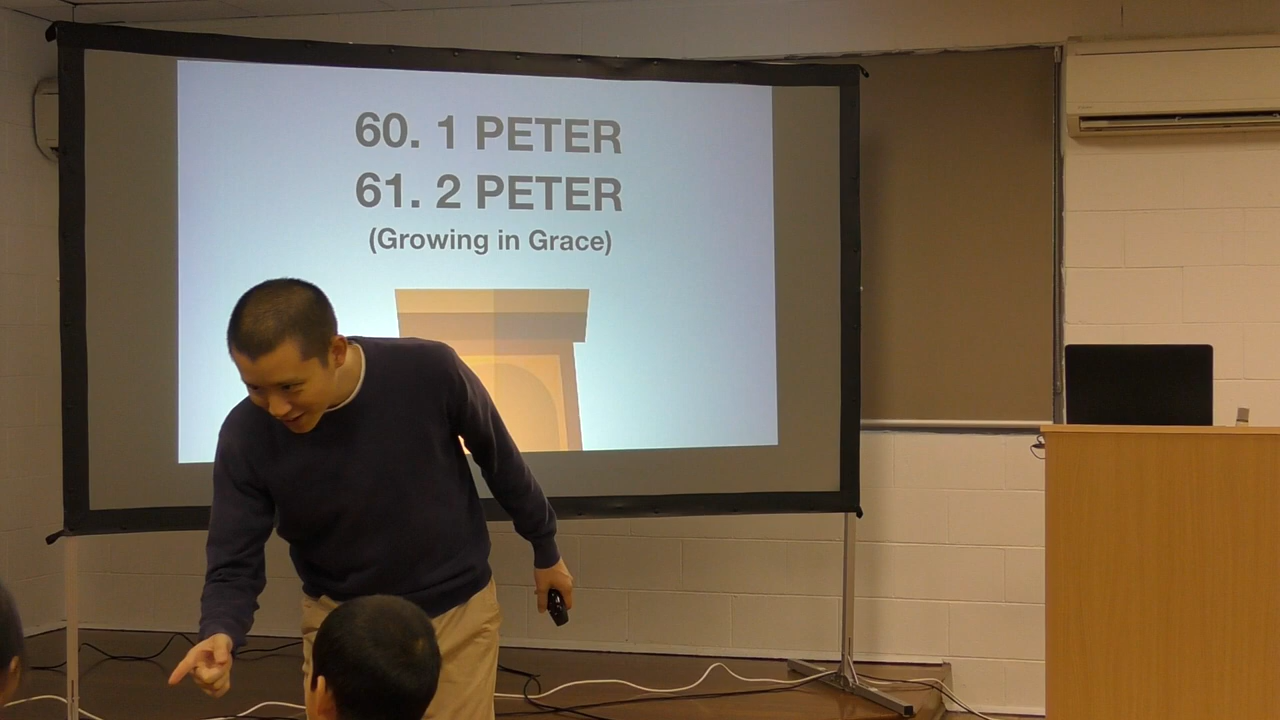 60. 1 PETER
61. 2 PETER
(Growing in Grace)